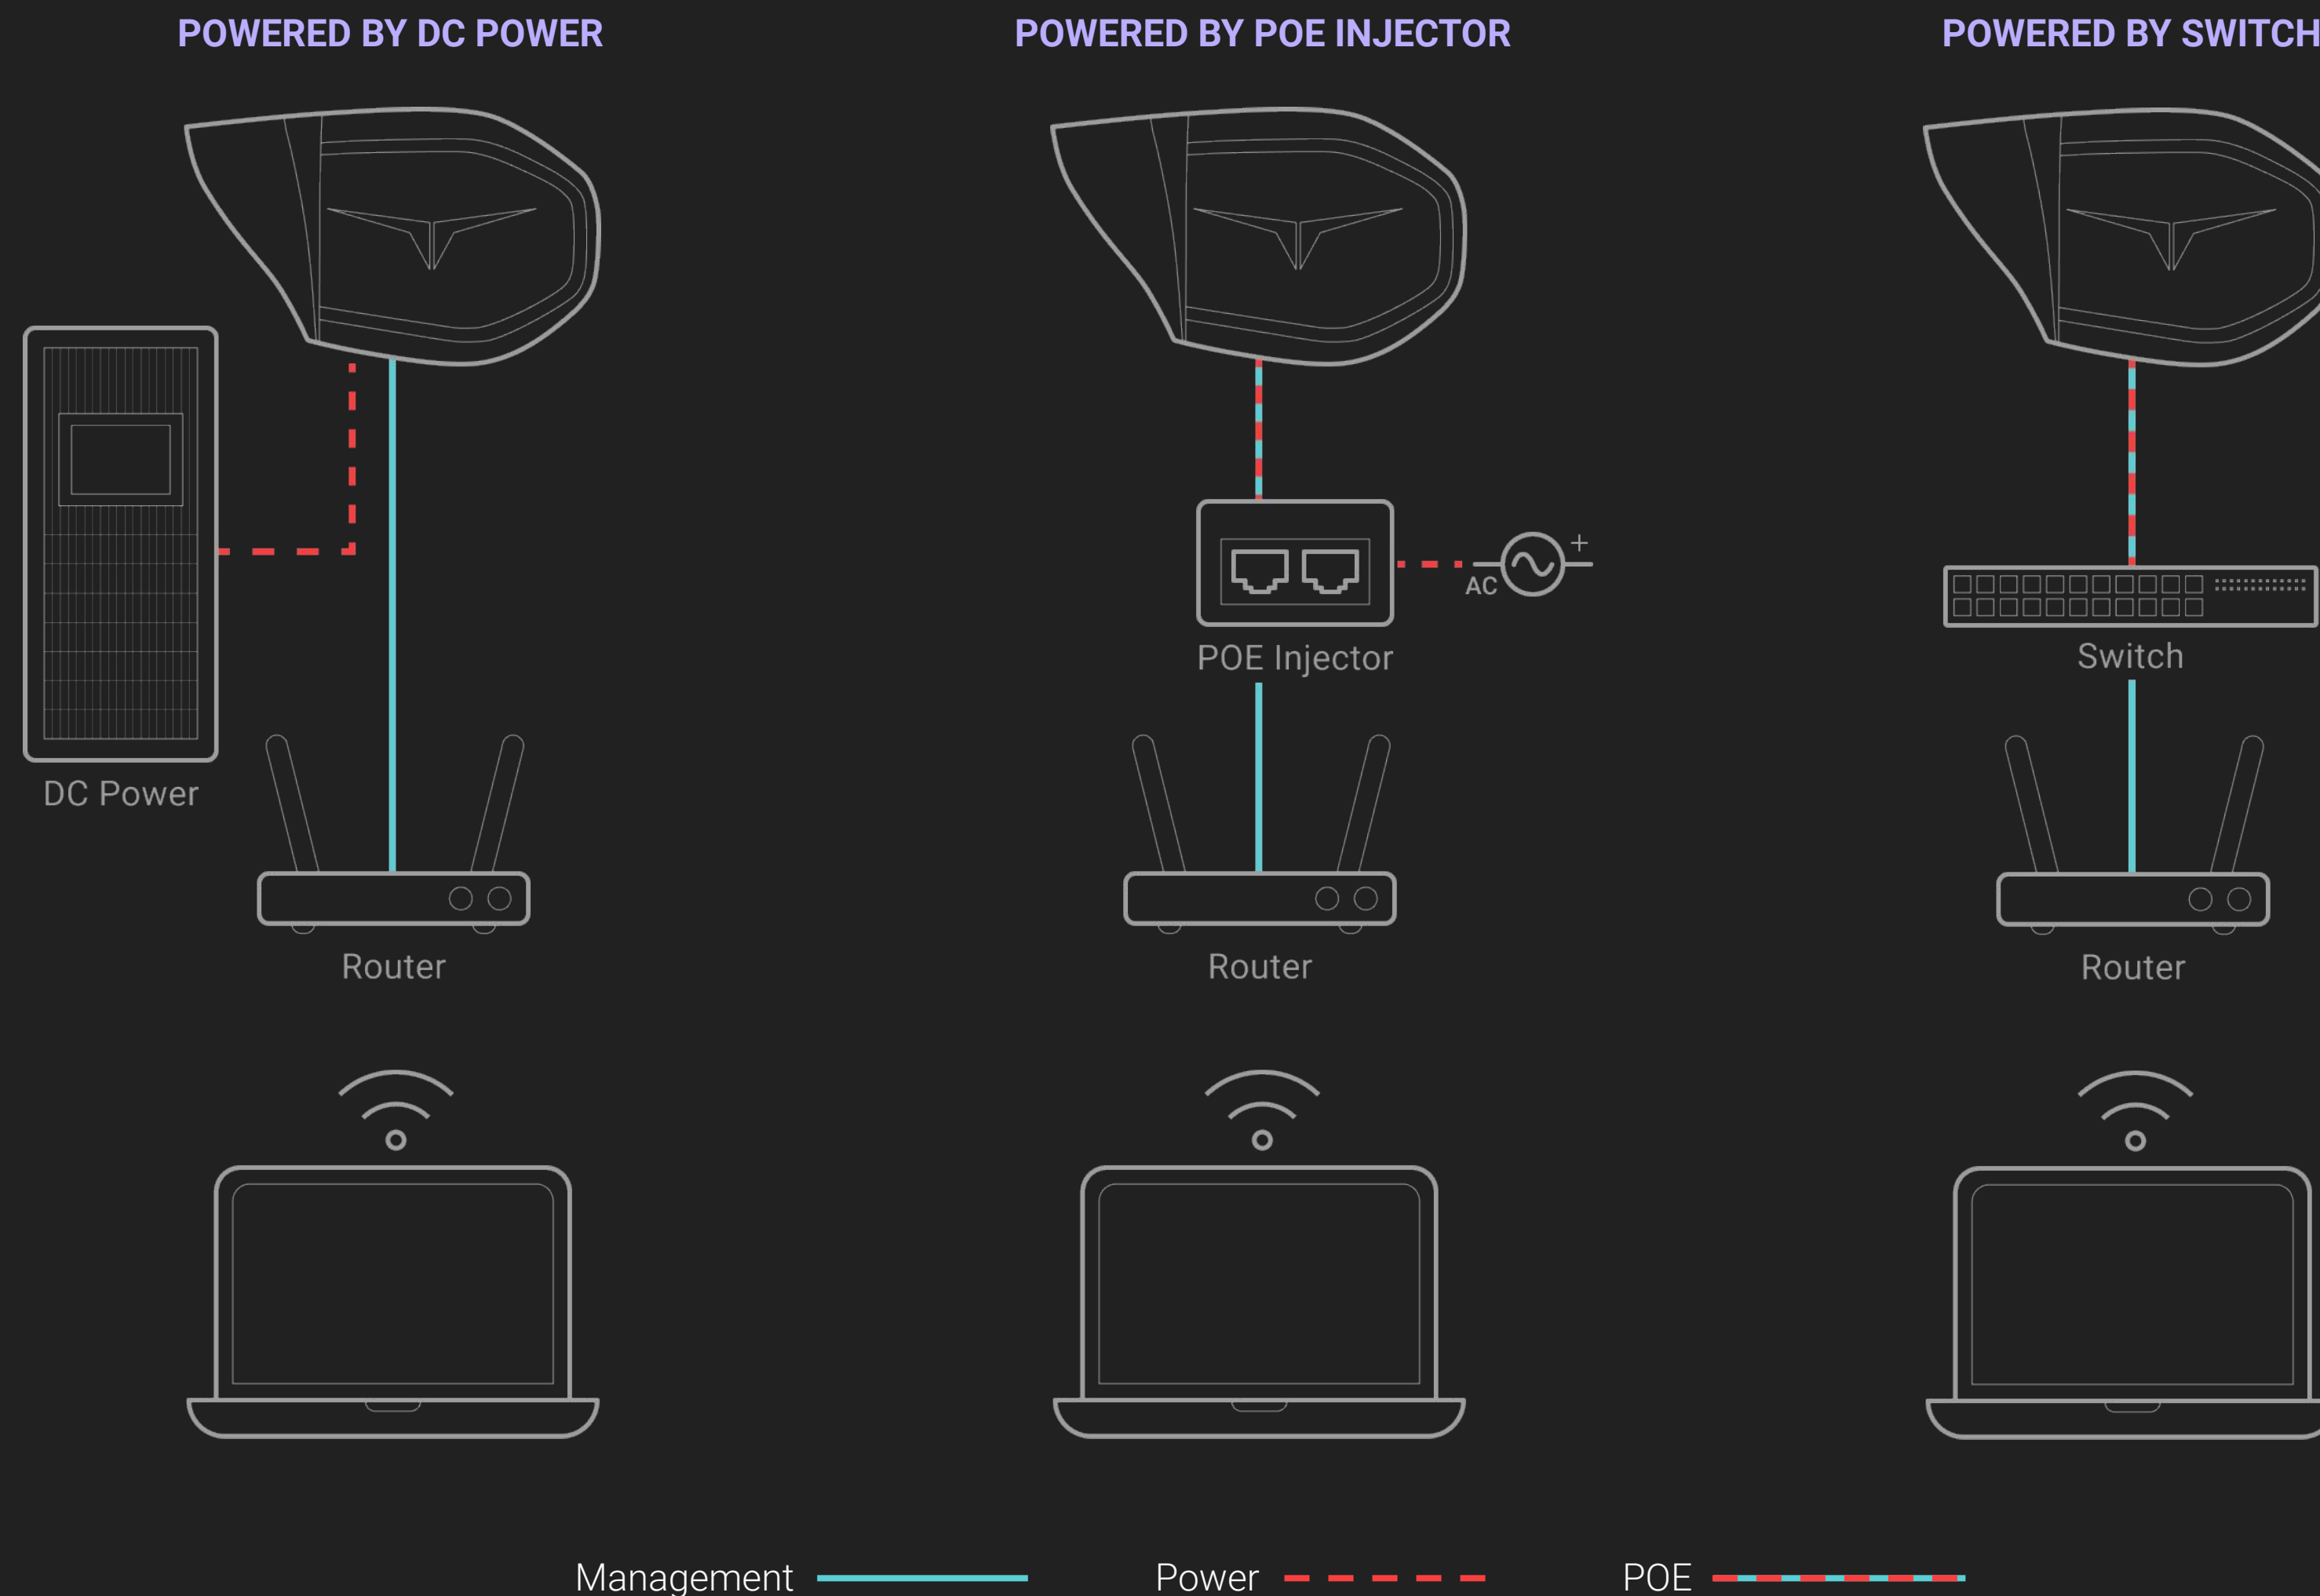 POWERED BY DC POWER
POWERED BY POE INJECTOR
POWERED BY SWITCH
AC
+
POE Injector
Switch
DC Power
Router
Router
Router
Management
Power
POE